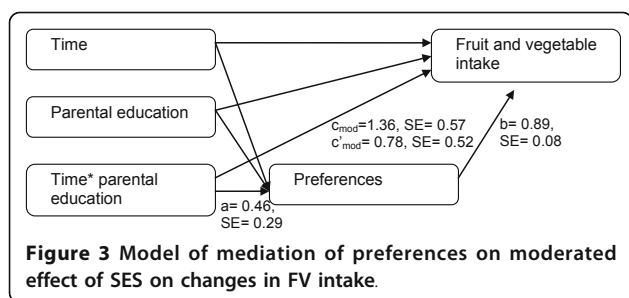 Time
Fruit and vegetable
intake
Parental education
cmod=1.36, SE= 0.57
c'mod= 0.78, SE= 0.52
b= 0.89,
SE= 0.08
Time* parental
education
Preferences
a= 0.46,
SE= 0.29
Figure 3 Model of mediation of preferences on moderated
effect of SES on changes in FV intake.